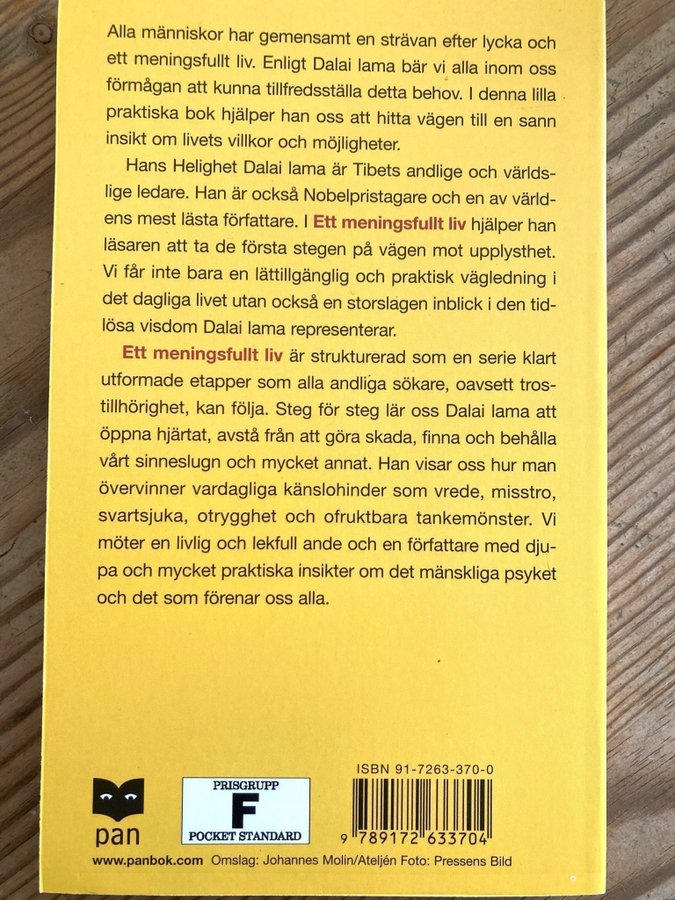 Alla människor har gemensamt en strävan efter lycka och
ett meningsfullt liv. Enligt Dalai lama bär vi alla inom oss
förmågan att kunna tillfredsställa detta behov. I denna lilla
praktiska bok hjälper han oss att hitta vägen till en sann
insikt om livets villkor och möjligheter.
Hans Helighet Dalai lama är Tibets andlige och världs-
lige ledare. Han är också Nobelpristagare och en av värld-
ens mest lästa författare. I Ett meningsfullt liv hjälper han
läsaren att ta de första stegen på vägen mot upplysthet.
Vi får inte bara en lättillgänglig och praktisk vägledning i
det dagliga livet utan också en storslagen inblick i den tid-
lösa visdom Dalai lama representerar.
Ett meningsfullt liv är strukturerad som en serie klart
utformade etapper som alla andliga sökare, oavsett tros-
tillhörighet, kan följa. Steg för steg lär oss Dalai lama att
öppna hjärtat, avstå från att göra skada, finna och behålla
vårt sinneslugn och mycket annat. Han visar oss hur man
övervinner vardagliga känslohinder som vrede, misstro,
svartsjuka, otrygghet och ofruktbara tankemönster. Vi
möter en livlig och lekfull ande och en författare med dju-
pa och mycket praktiska insikter om det mänskliga psyket
och det som förenar oss alla.
ISBN 91-7263-370-0
PRISGRUPP
F
POCKET STANDARD
pan
9 789172 633704
www.panbok.com Omslag: Johannes Molin/Ateljén Foto: Pressens Bild